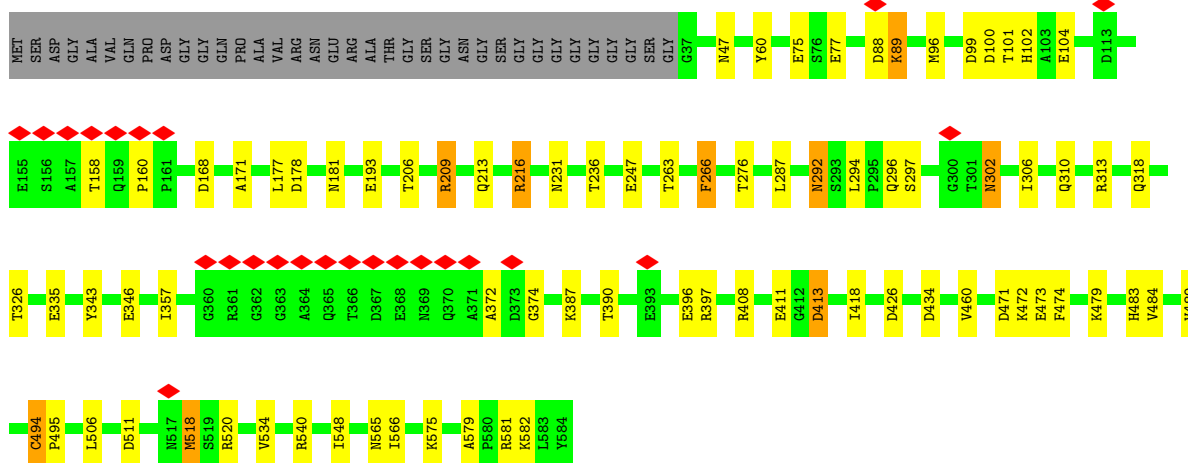 MET SER ASP GLY ALA VAL GLN PRO ASP GLY GLY GLN PRO ALA VAL ARG ASN GLU ARG ALA THR GLY SER GLY ASN GLY SER GLY GLY GLY GLY GLY GLY GLY SER GLY G37 N47 Y60 E75 S76 E77 D88 K89 M96 D99 D100 T101 H102 A103 E104 D113
E155 S156 A157 T158 Q159 P160 P161 D168 A171 L177 D178 N181 E193 T206 R209 Q213 R216 N231 T236 E247 T263 F266 T276 L287 N292 S293 L294 P295 Q296 S297 G300 T301 N302 I306 Q310 R313 Q318
T326 E335 Y343 E346 I357 G360 R361 G362 G363 A364 Q365 T366 D367 E368 N369 Q370 A371 A372 D373 G374 K387 T390 E393 E396 R397 R408 E411 G412 D413 I418 D426 D434 V460 D471 K472 E473 F474 K479 H483 V484
C494 P495 L506 D511 N517 M518 S519 R520 V534 R540 I548 N565 I566 K575 A579 P580 R581 K582 L583 Y584